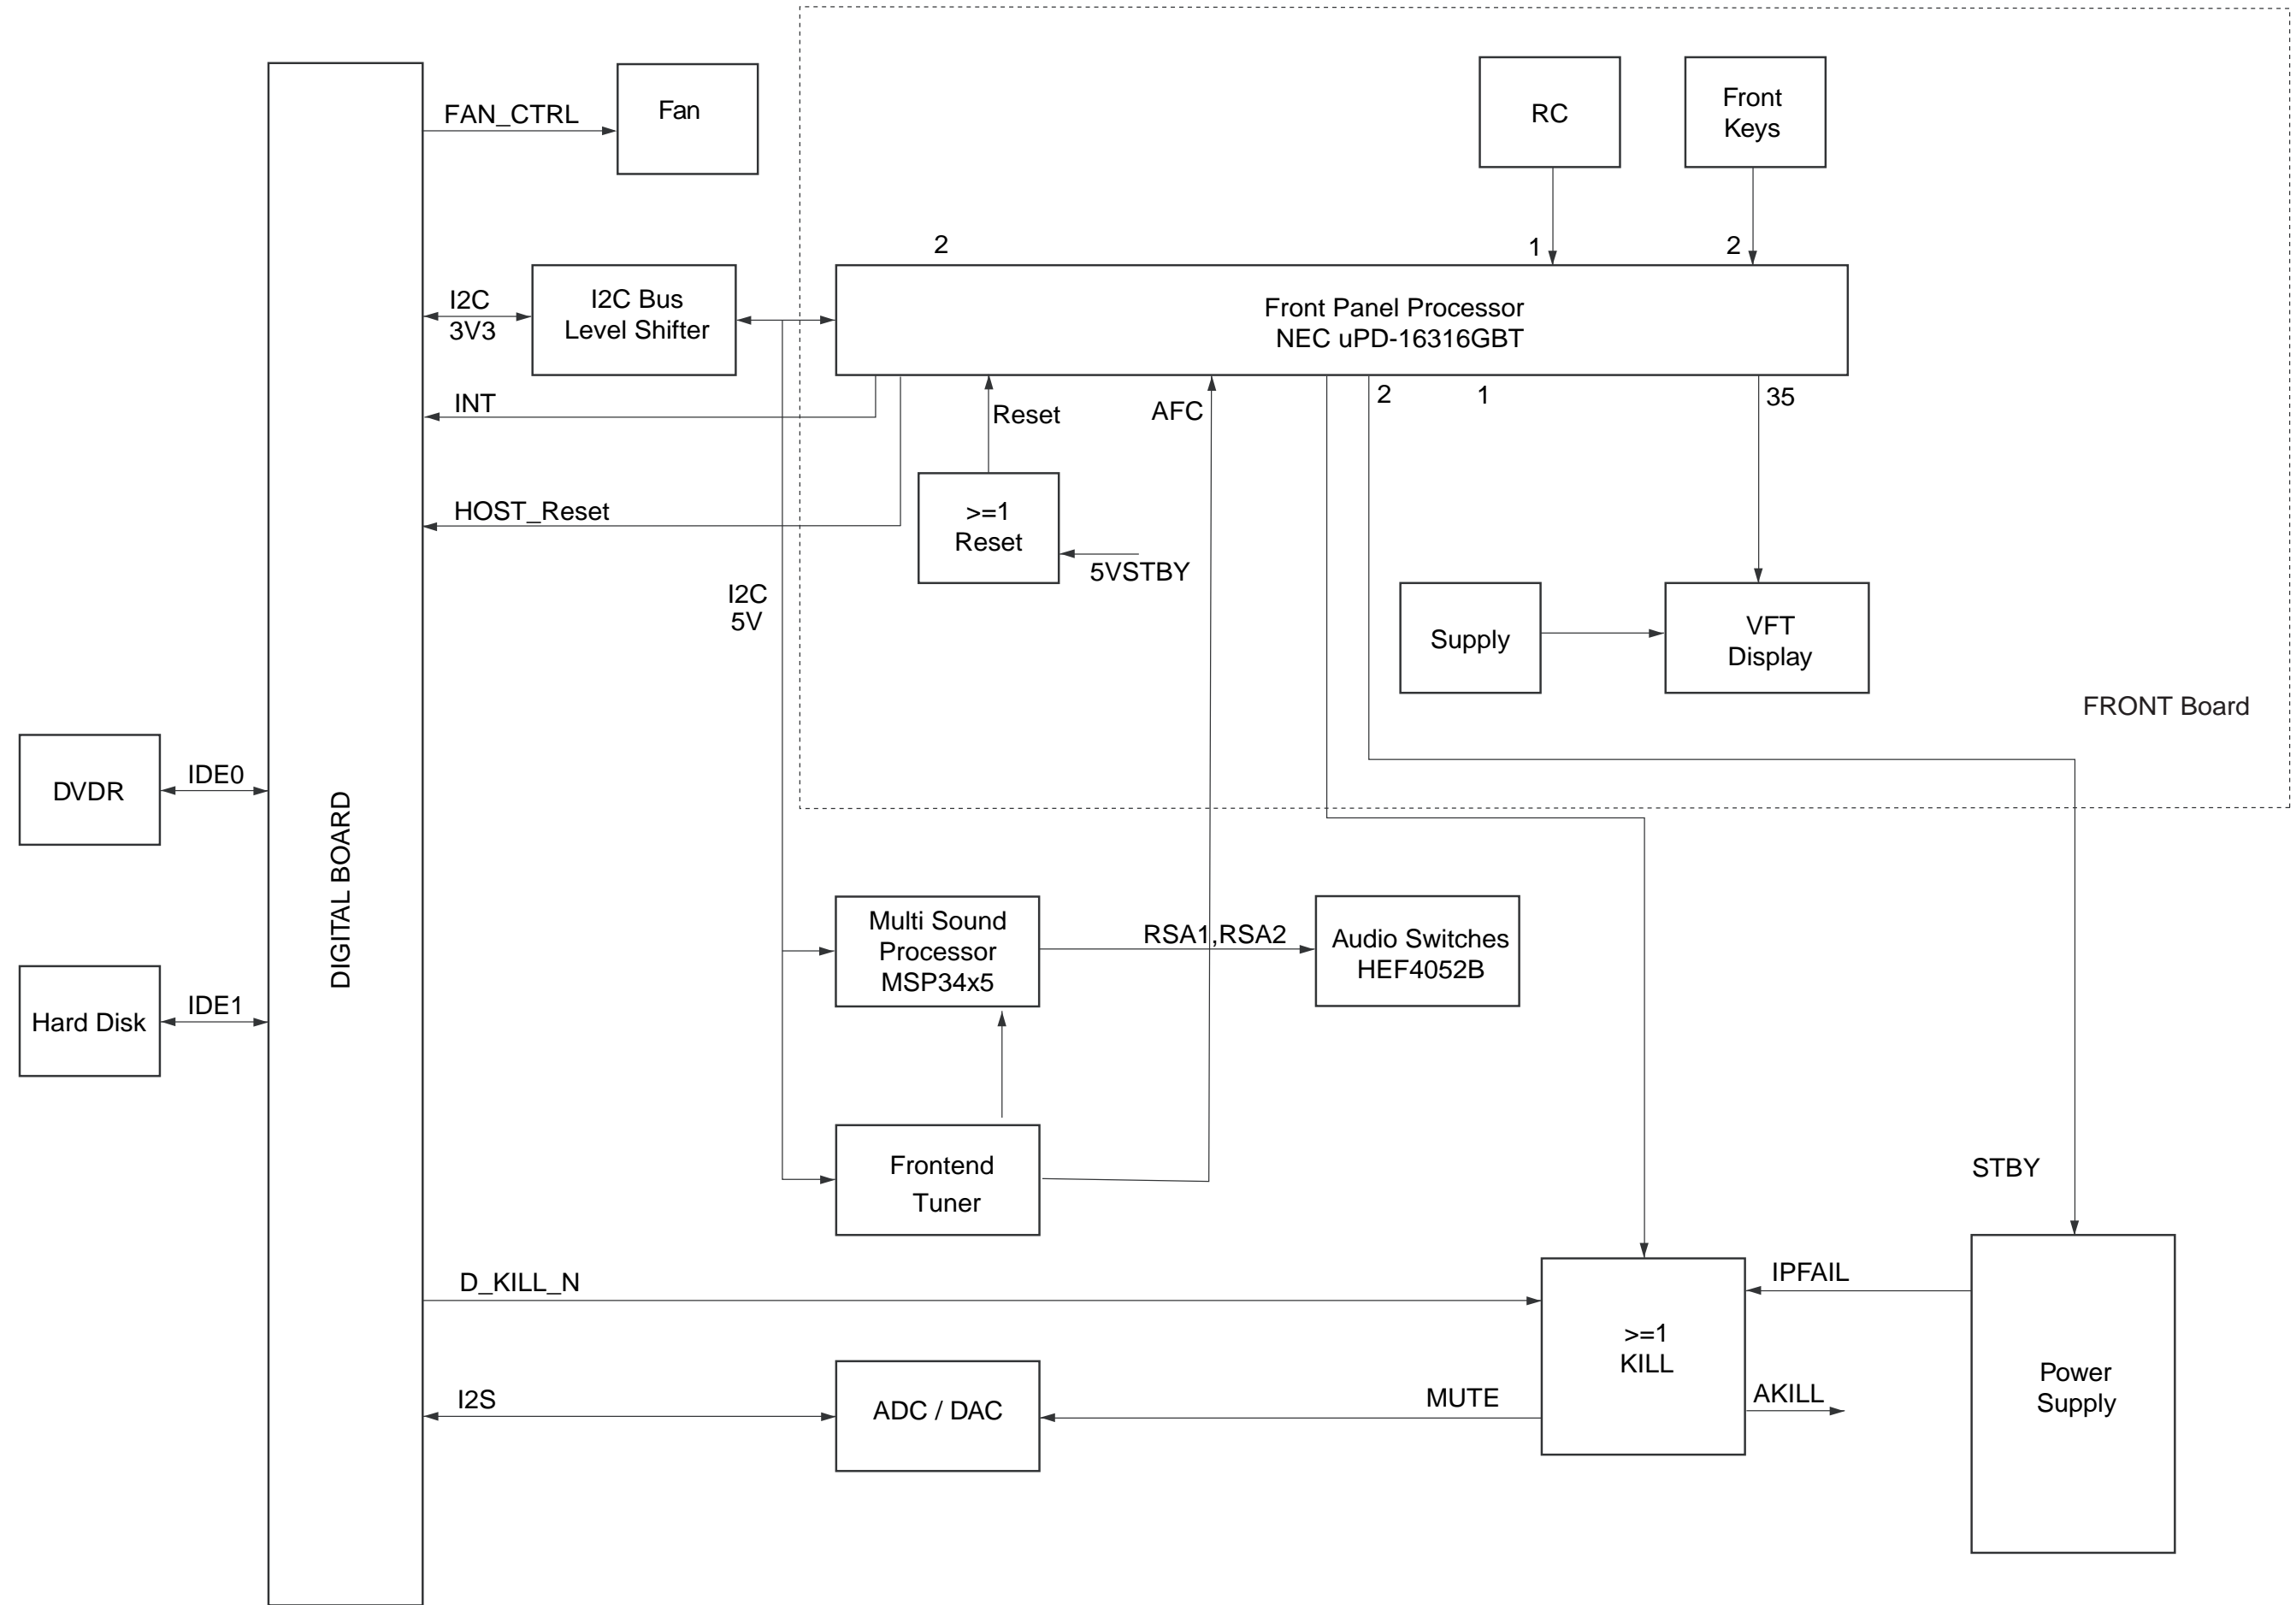 FAN_CTRL
Fan
RC
Front
Keys
2
1
2
I2C
3V3
I2C Bus
Level Shifter
Front Panel Processor
NEC uPD-16316GBT
INT
Reset
AFC
2
1
35
HOST_Reset
>=1
Reset
5VSTBY
I2C
5V
Supply
VFT
Display
FRONT Board
DVDR
IDE0
DIGITAL BOARD
Hard Disk
IDE1
Multi Sound
Processor
MSP34x5
RSA1,RSA2
Audio Switches
HEF4052B
Frontend
Tuner
STBY
D_KILL_N
IPFAIL
>=1
KILL
Power
Supply
I2S
ADC / DAC
MUTE
AKILL